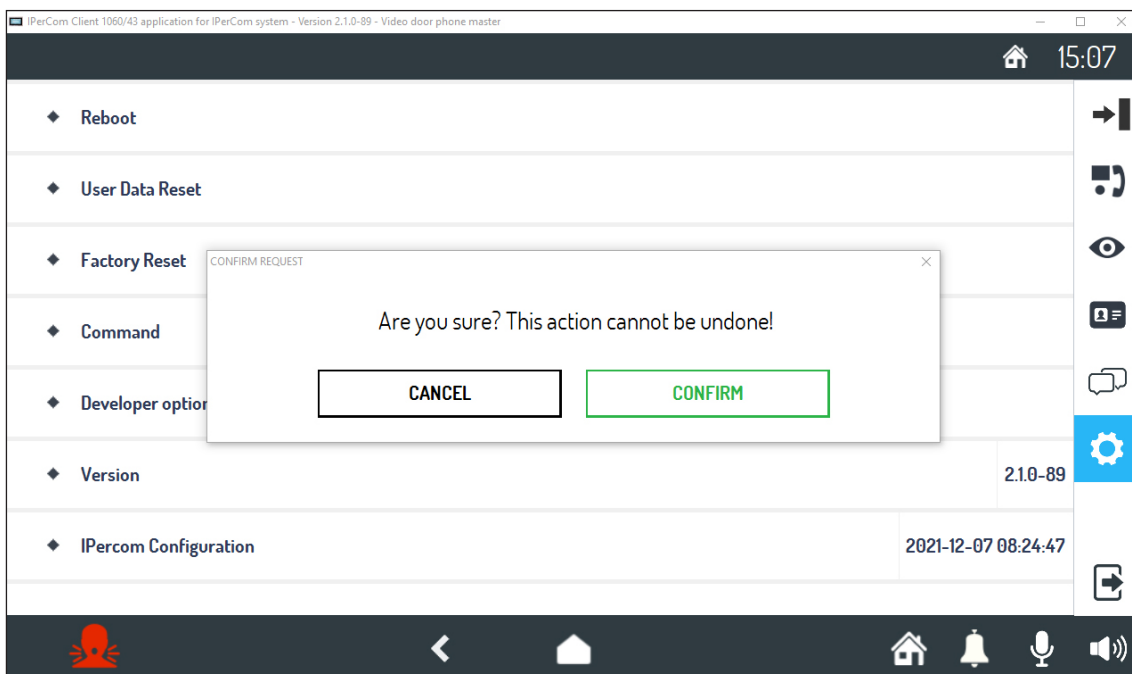 IPerCom Client 1060/43 application for IPerCom system - Version 2.1.0-89 - Video door phone master
15:07
Reboot
User Data Reset
Factory Reset
CONFIRM REQUEST
Are you sure? This action cannot be undone!
Command
CANCEL
CONFIRM
Developer option
Version
2.1.0-89
IPercom Configuration
2021-12-07 08:24:47